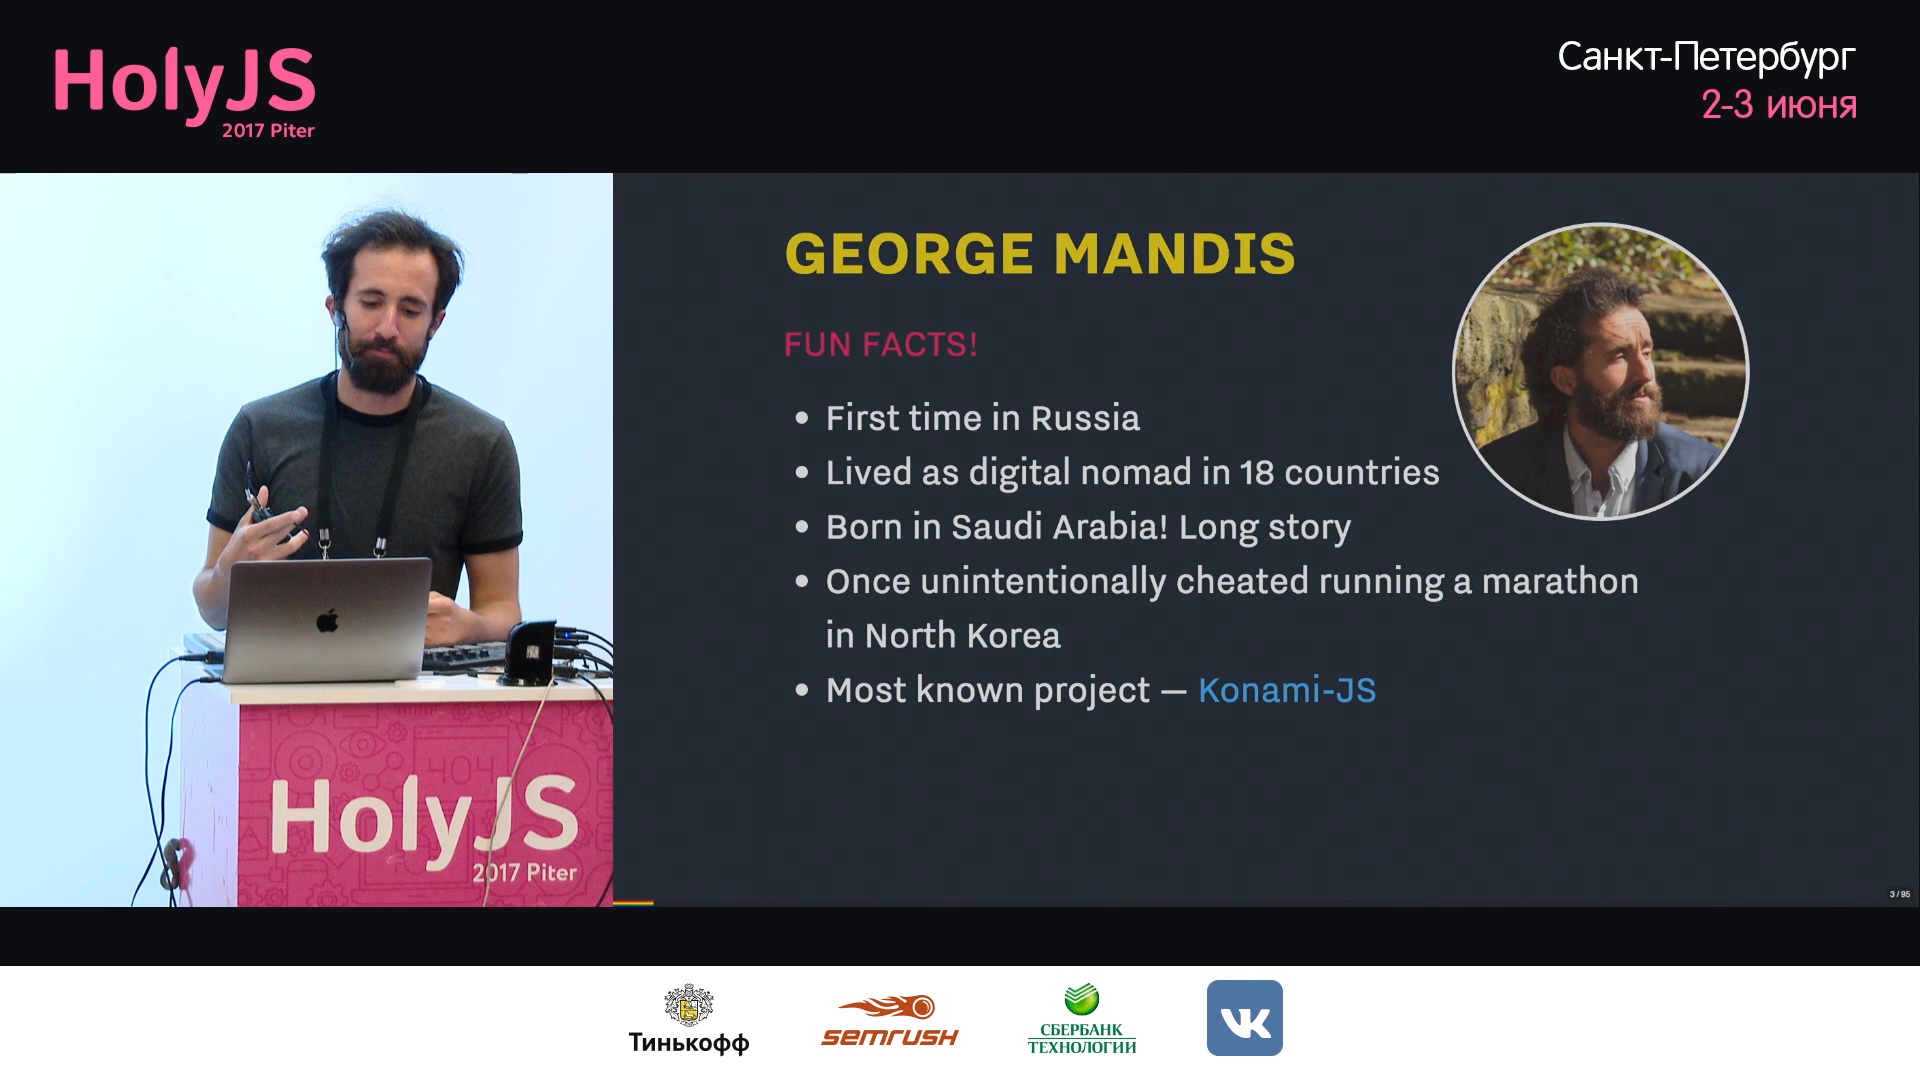 HolyJS
2017 Piter
Санкт-Петербург
2-3 июня
GEORGE MANDIS
FUN FACTS!
• First time in Russia
• Lived as digital nomad in 18 countries
• Born in Saudi Arabia! Long story
• Once unintentionally cheated running a marathon
in North Korea
• Most known project — Konami-JS
404
HolyJS
2017 Piter
3 / 95
Тинькофф
semrush
СБЕРБАНК
ТЕХНОЛОГИИ
VK